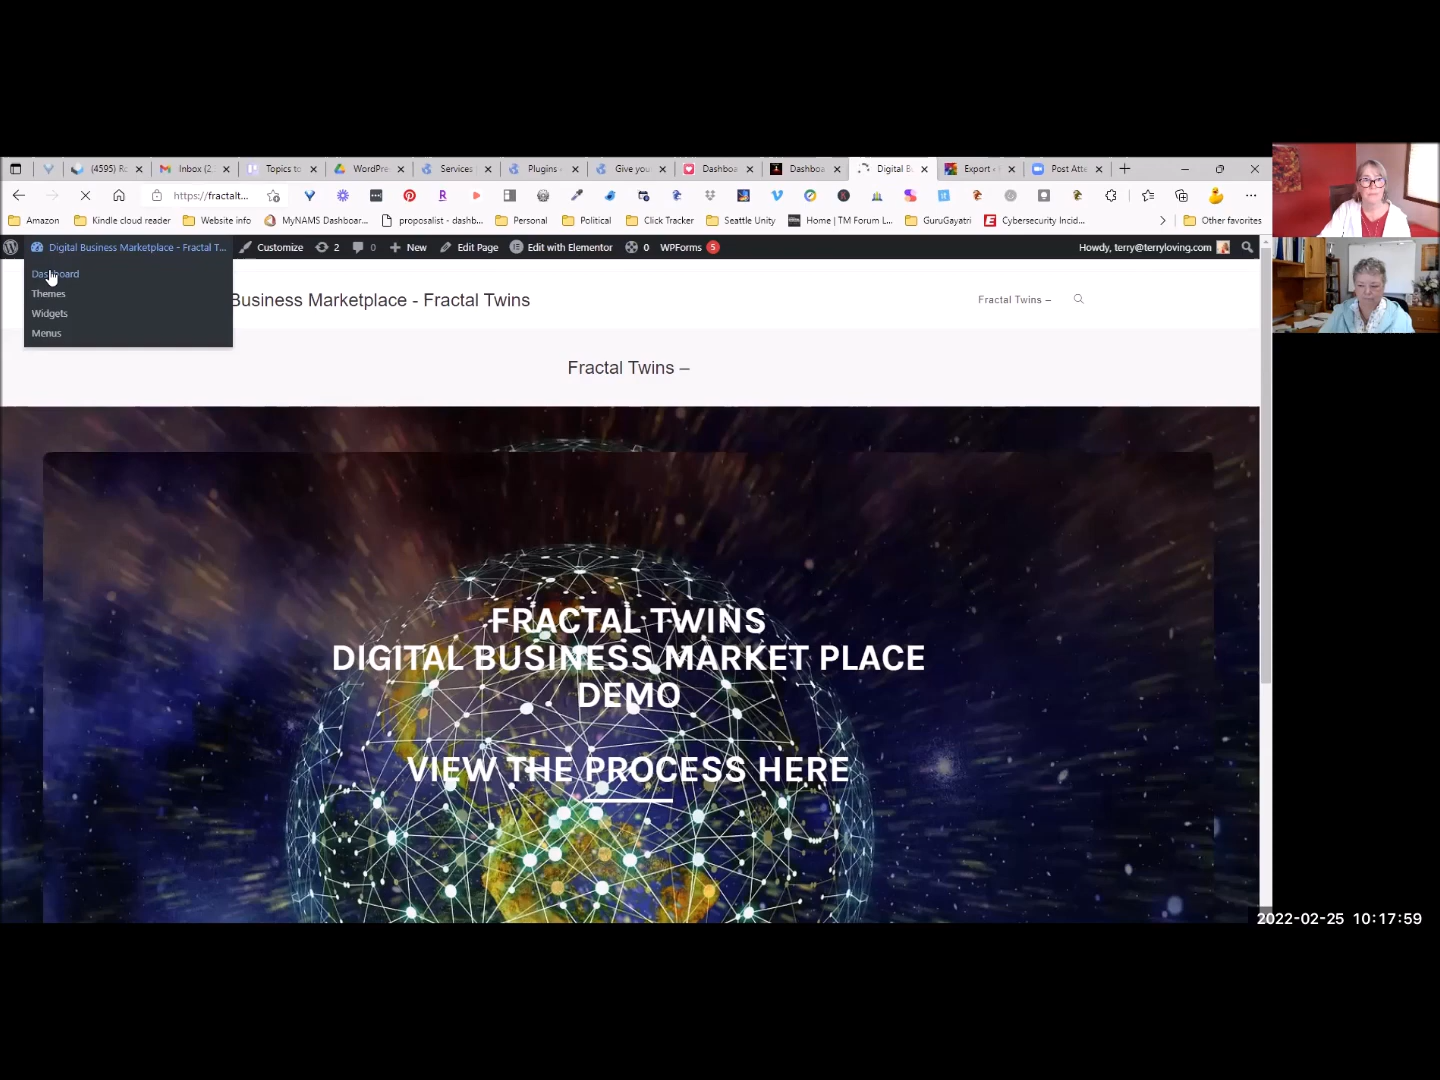 (4595) Ro
Inbox (2
Topics to
WordPre
Services
Plugins
Give you
Dashboa
Dashboa
Digital B
Export
Post Atte
https://fractalt...
Amazon
Kindle cloud reader
Website info
MyNAMS Dashboar...
proposalist - dashb...
Personal
Political
Click Tracker
Seattle Unity
Home | TM Forum L...
GuruGayatri
Cybersecurity Incid...
Other favorites
Digital Business Marketplace - Fractal T...
Customize
2
0
New
Edit Page
Edit with Elementor
0
WPForms 5
Howdy, terry@terryloving.com
Dashboard
Themes
Widgets
Menus
Business Marketplace - Fractal Twins
Fractal Twins –
Fractal Twins –
FRACTAL TWINS
DIGITAL BUSINESS MARKET PLACE
DEMO
VIEW THE PROCESS HERE
2022-02-25 10:17:59